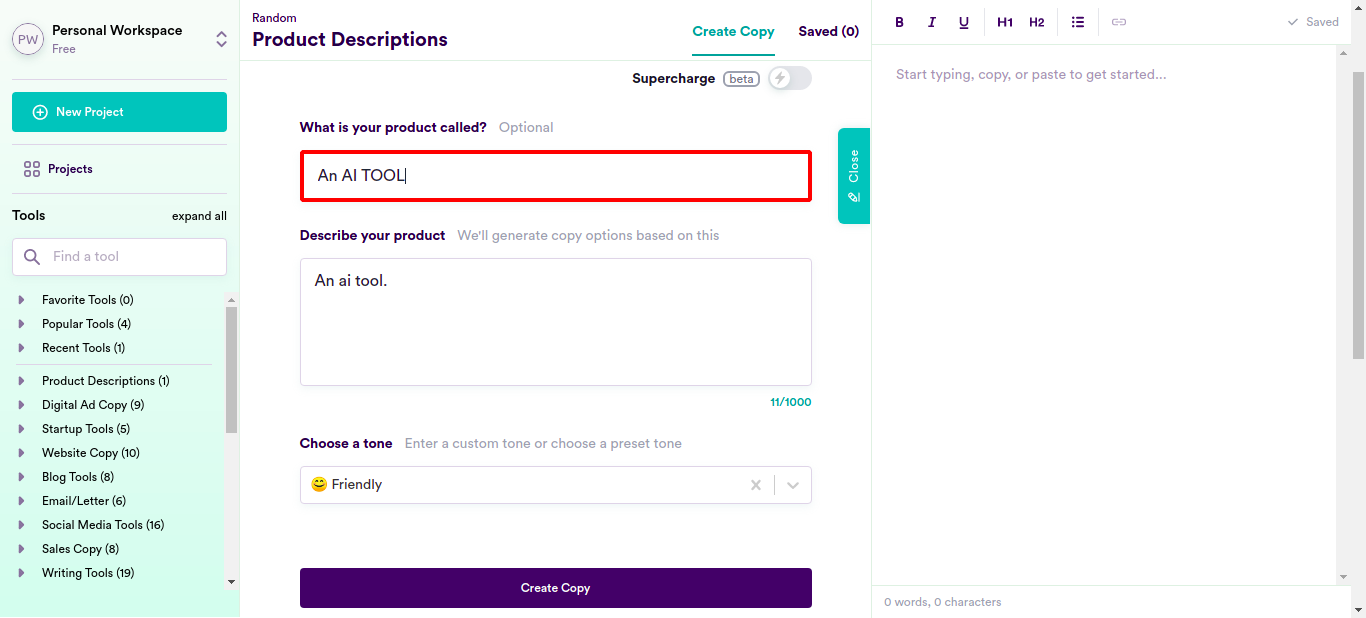 PW
Personal Workspace
Free
New Project
Projects
Tools
expand all
Find a tool
Favorite Tools (0)
Popular Tools (4)
Recent Tools (1)
Product Descriptions (1)
Digital Ad Copy (9)
Startup Tools (5)
Website Copy (10)
Blog Tools (8)
Email/Letter (6)
Social Media Tools (16)
Sales Copy (8)
Writing Tools (19)
Random
Product Descriptions
Create Copy
Saved (0)
Supercharge beta
What is your product called? Optional
An AI TOOL
Describe your product We'll generate copy options based on this
An ai tool.
11/1000
Choose a tone Enter a custom tone or choose a preset tone
😊 Friendly
Create Copy
Close
B I U H1 H2
Saved
Start typing, copy, or paste to get started...
0 words, 0 characters